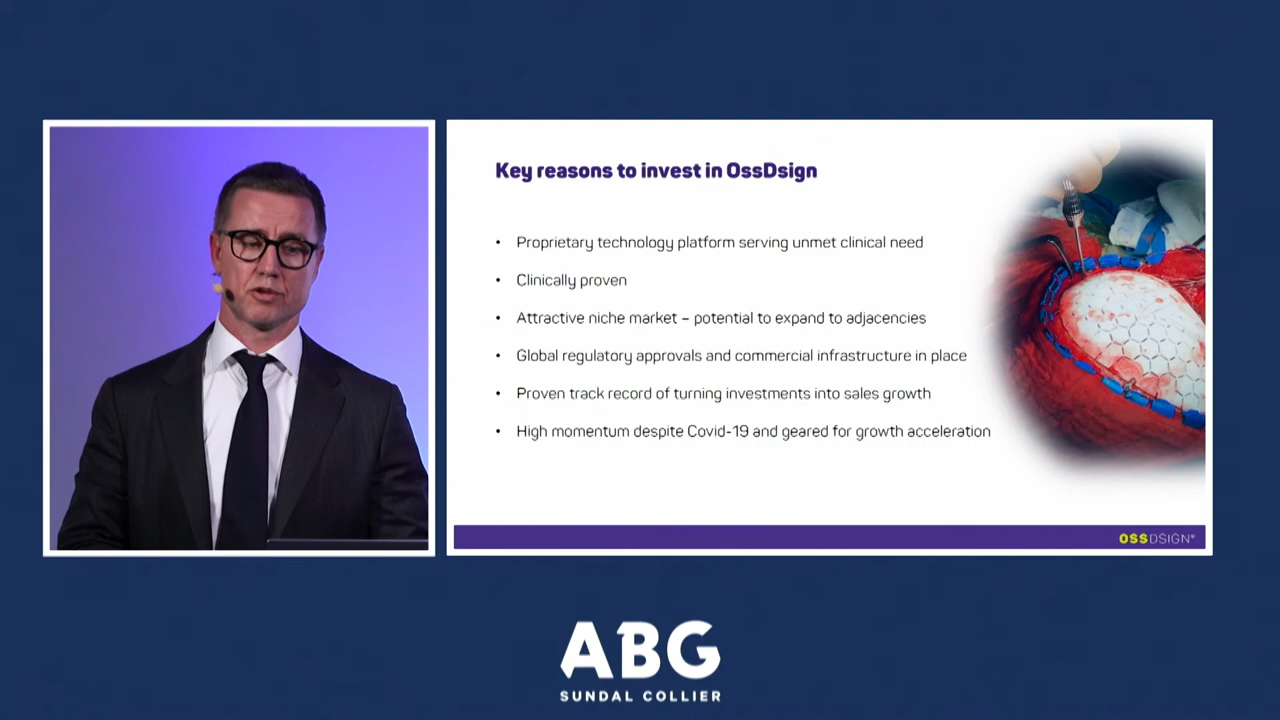 Key reasons to invest in OssDsign
• Proprietary technology platform serving unmet clinical need
• Clinically proven
• Attractive niche market – potential to expand to adjacencies
• Global regulatory approvals and commercial infrastructure in place
• Proven track record of turning investments into sales growth
• High momentum despite Covid-19 and geared for growth acceleration
OSSDSIGN®
ABG
SUNDAL COLLIER